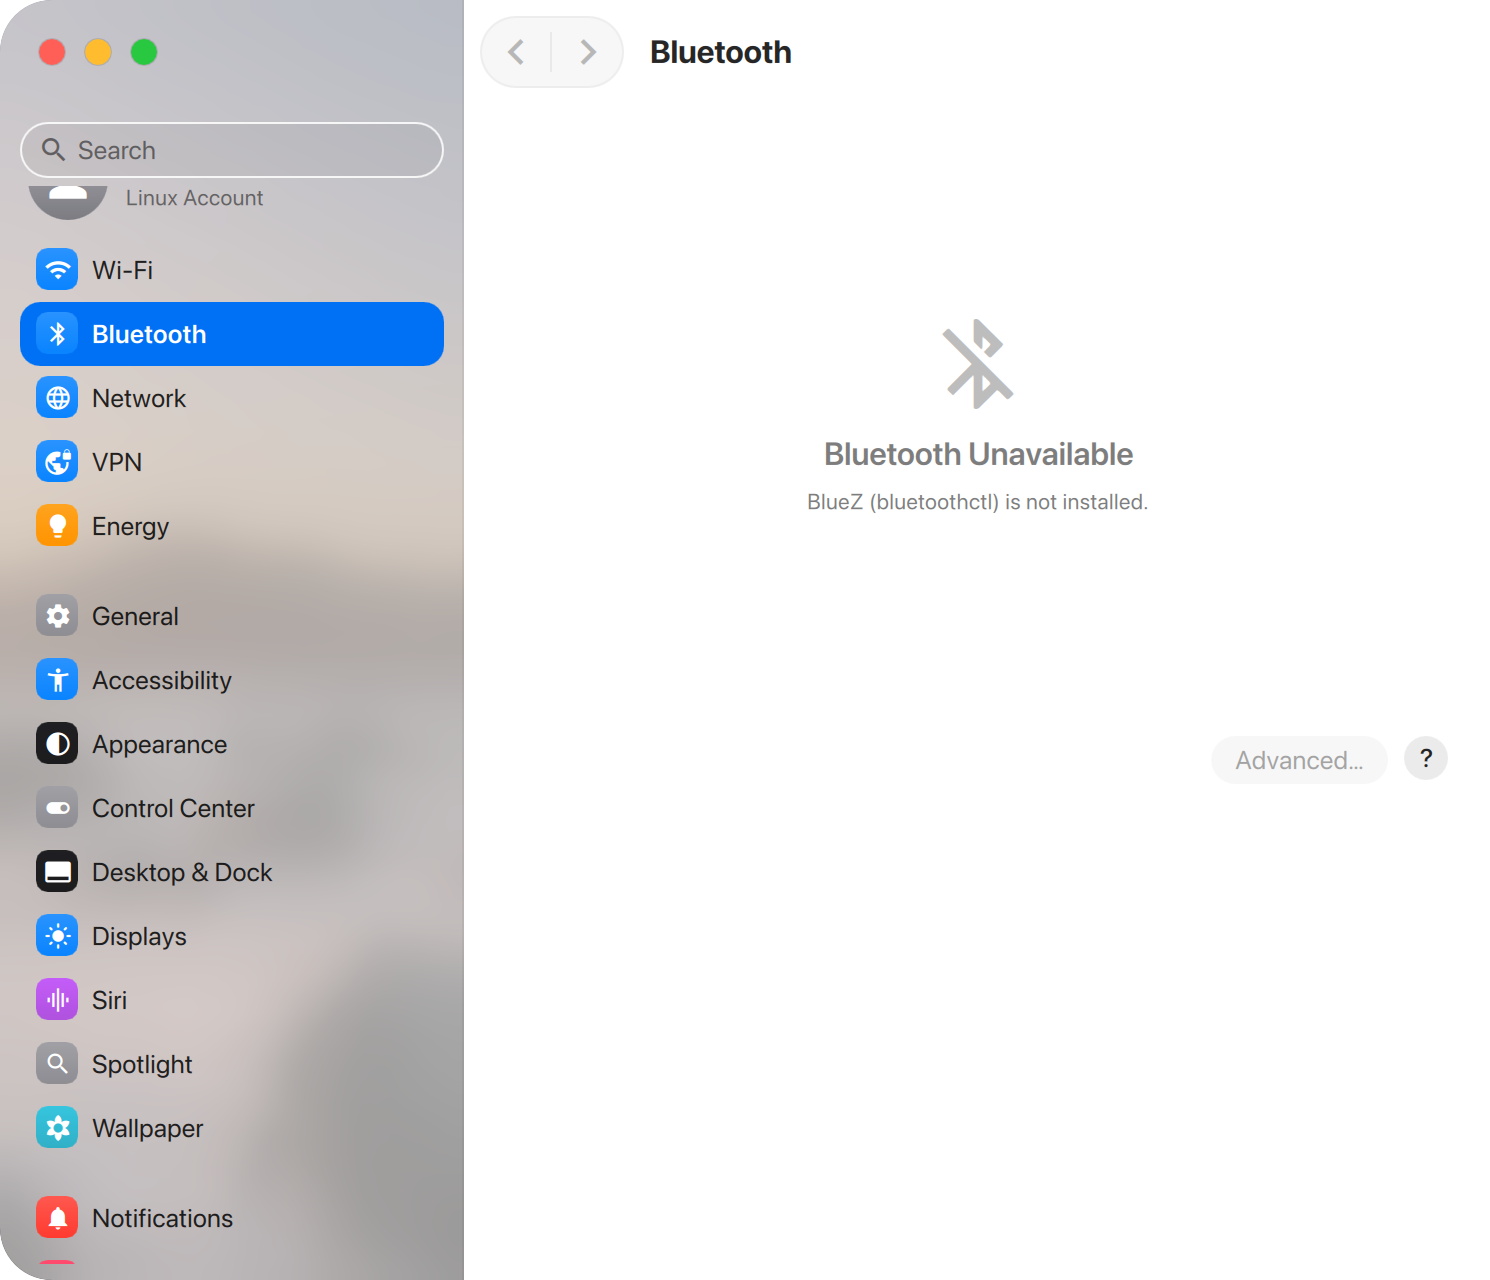 Bluetooth
Search
Linux Account
Wi-Fi
Bluetooth
Network
VPN
Energy
General
Accessibility
Appearance
Control Center
Desktop & Dock
Displays
Siri
Spotlight
Wallpaper
Notifications
Bluetooth Unavailable
BlueZ (bluetoothctl) is not installed.
Advanced...
?